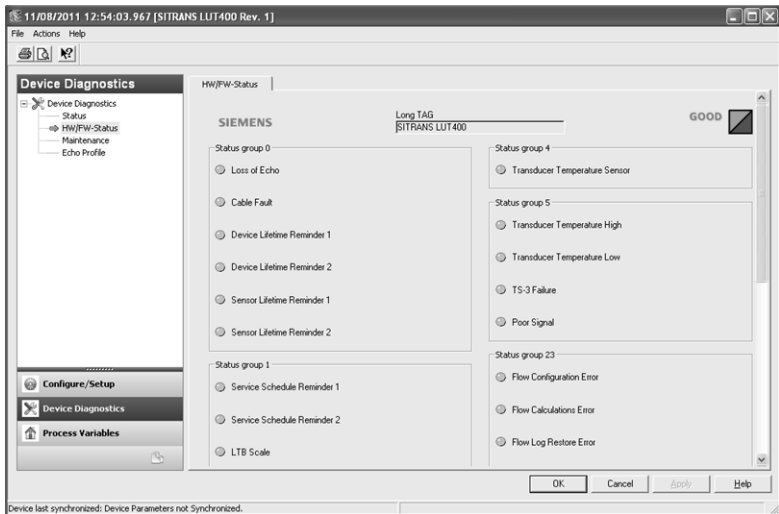 11/08/2011 12:54:03.967 [SITRANS LUT400 Rev. 1]
File Actions Help
Device Diagnostics
Device Diagnostics
Status
HW/FW-Status
Maintenance
Echo Profile
Configure/Setup
Device Diagnostics
Process Variables
HW/FW-Status
SIEMENS
Long TAG
SITRANS LUT400
GOOD
Status group 0
Loss of Echo
Cable Fault
Device Lifetime Reminder 1
Device Lifetime Reminder 2
Sensor Lifetime Reminder 1
Sensor Lifetime Reminder 2
Status group 1
Service Schedule Reminder 1
Service Schedule Reminder 2
LTB Scale
Status group 4
Transducer Temperature Sensor
Status group 5
Transducer Temperature High
Transducer Temperature Low
TS-3 Failure
Poor Signal
Status group 23
Flow Configuration Error
Flow Calculations Error
Flow Log Restore Error
OK Cancel Apply Help
Device last synchronized: Device Parameters not Synchronized.